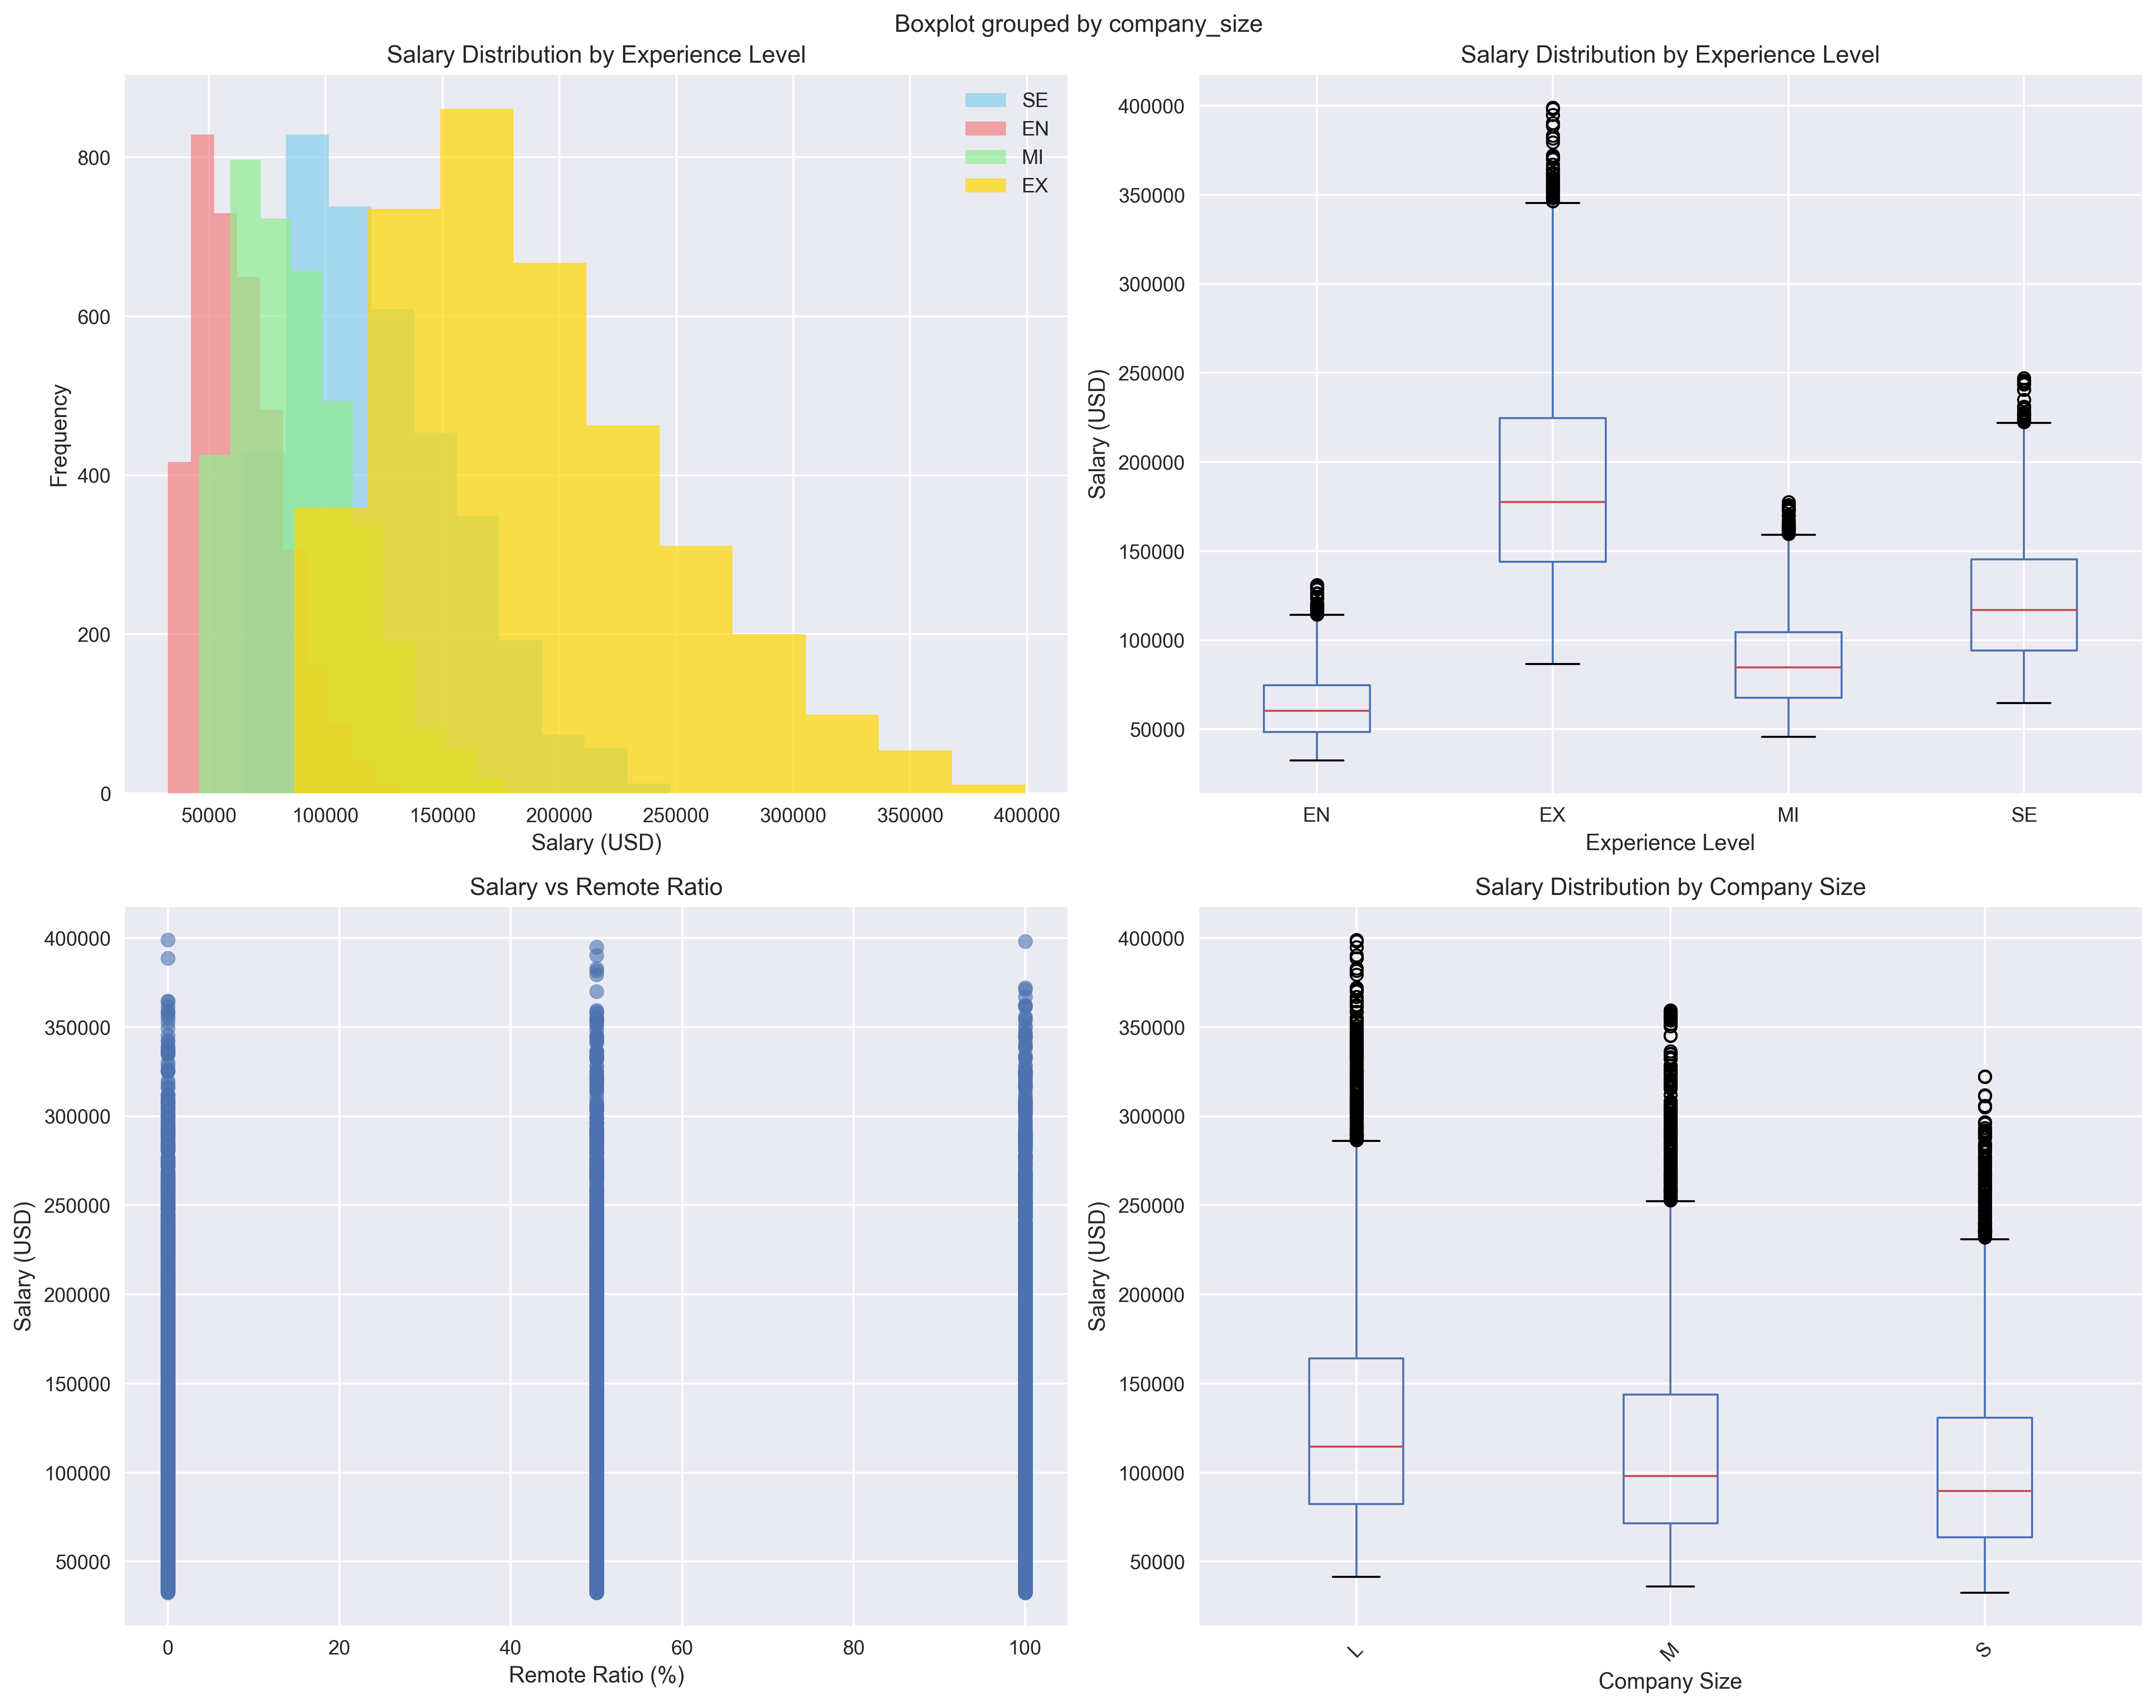 Boxplot grouped by company_size
Salary Distribution by Experience Level
Frequency
800
600
400
200
0
SE
EN
MI
EX
50000 100000 150000 200000 250000 300000 350000 400000
Salary (USD)
Salary Distribution by Experience Level
Salary (USD)
400000
350000
300000
250000
200000
150000
100000
50000
EN EX MI SE
Experience Level
Salary vs Remote Ratio
Salary (USD)
400000
350000
300000
250000
200000
150000
100000
50000
0 20 40 60 80 100
Remote Ratio (%)
Salary Distribution by Company Size
Salary (USD)
400000
350000
300000
250000
200000
150000
100000
50000
L M S
Company Size